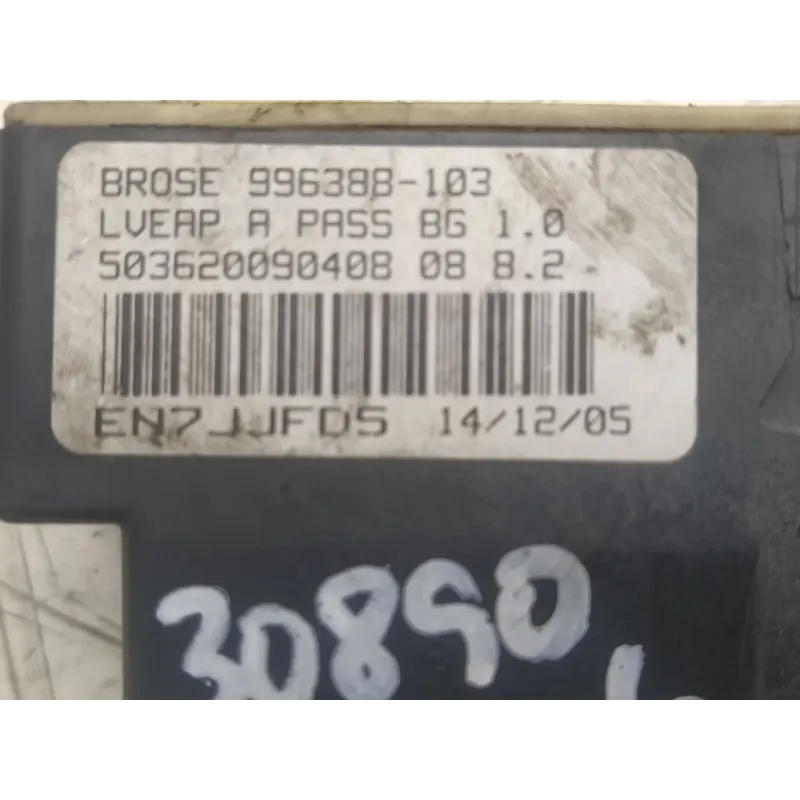 BROSE 996388-103
LVEAP A PASS BG 1.0
503620090408 08 8.2
EN7JJFD5 14/12/05
30890